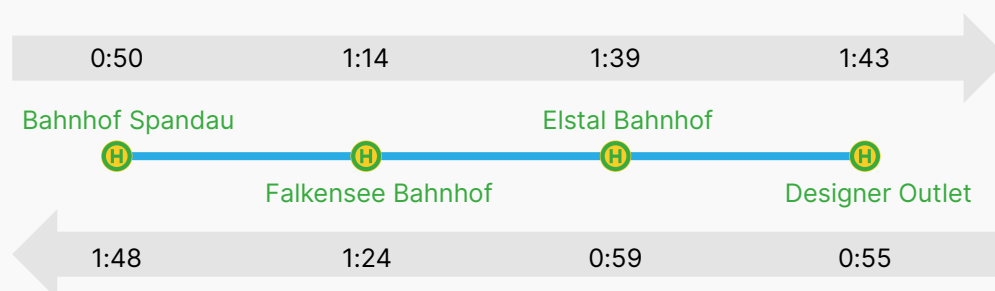 0:50 1:14 1:39 1:43
Bahnhof Spandau Elstal Bahnhof
H H H H
Falkensee Bahnhof Designer Outlet
1:48 1:24 0:59 0:55